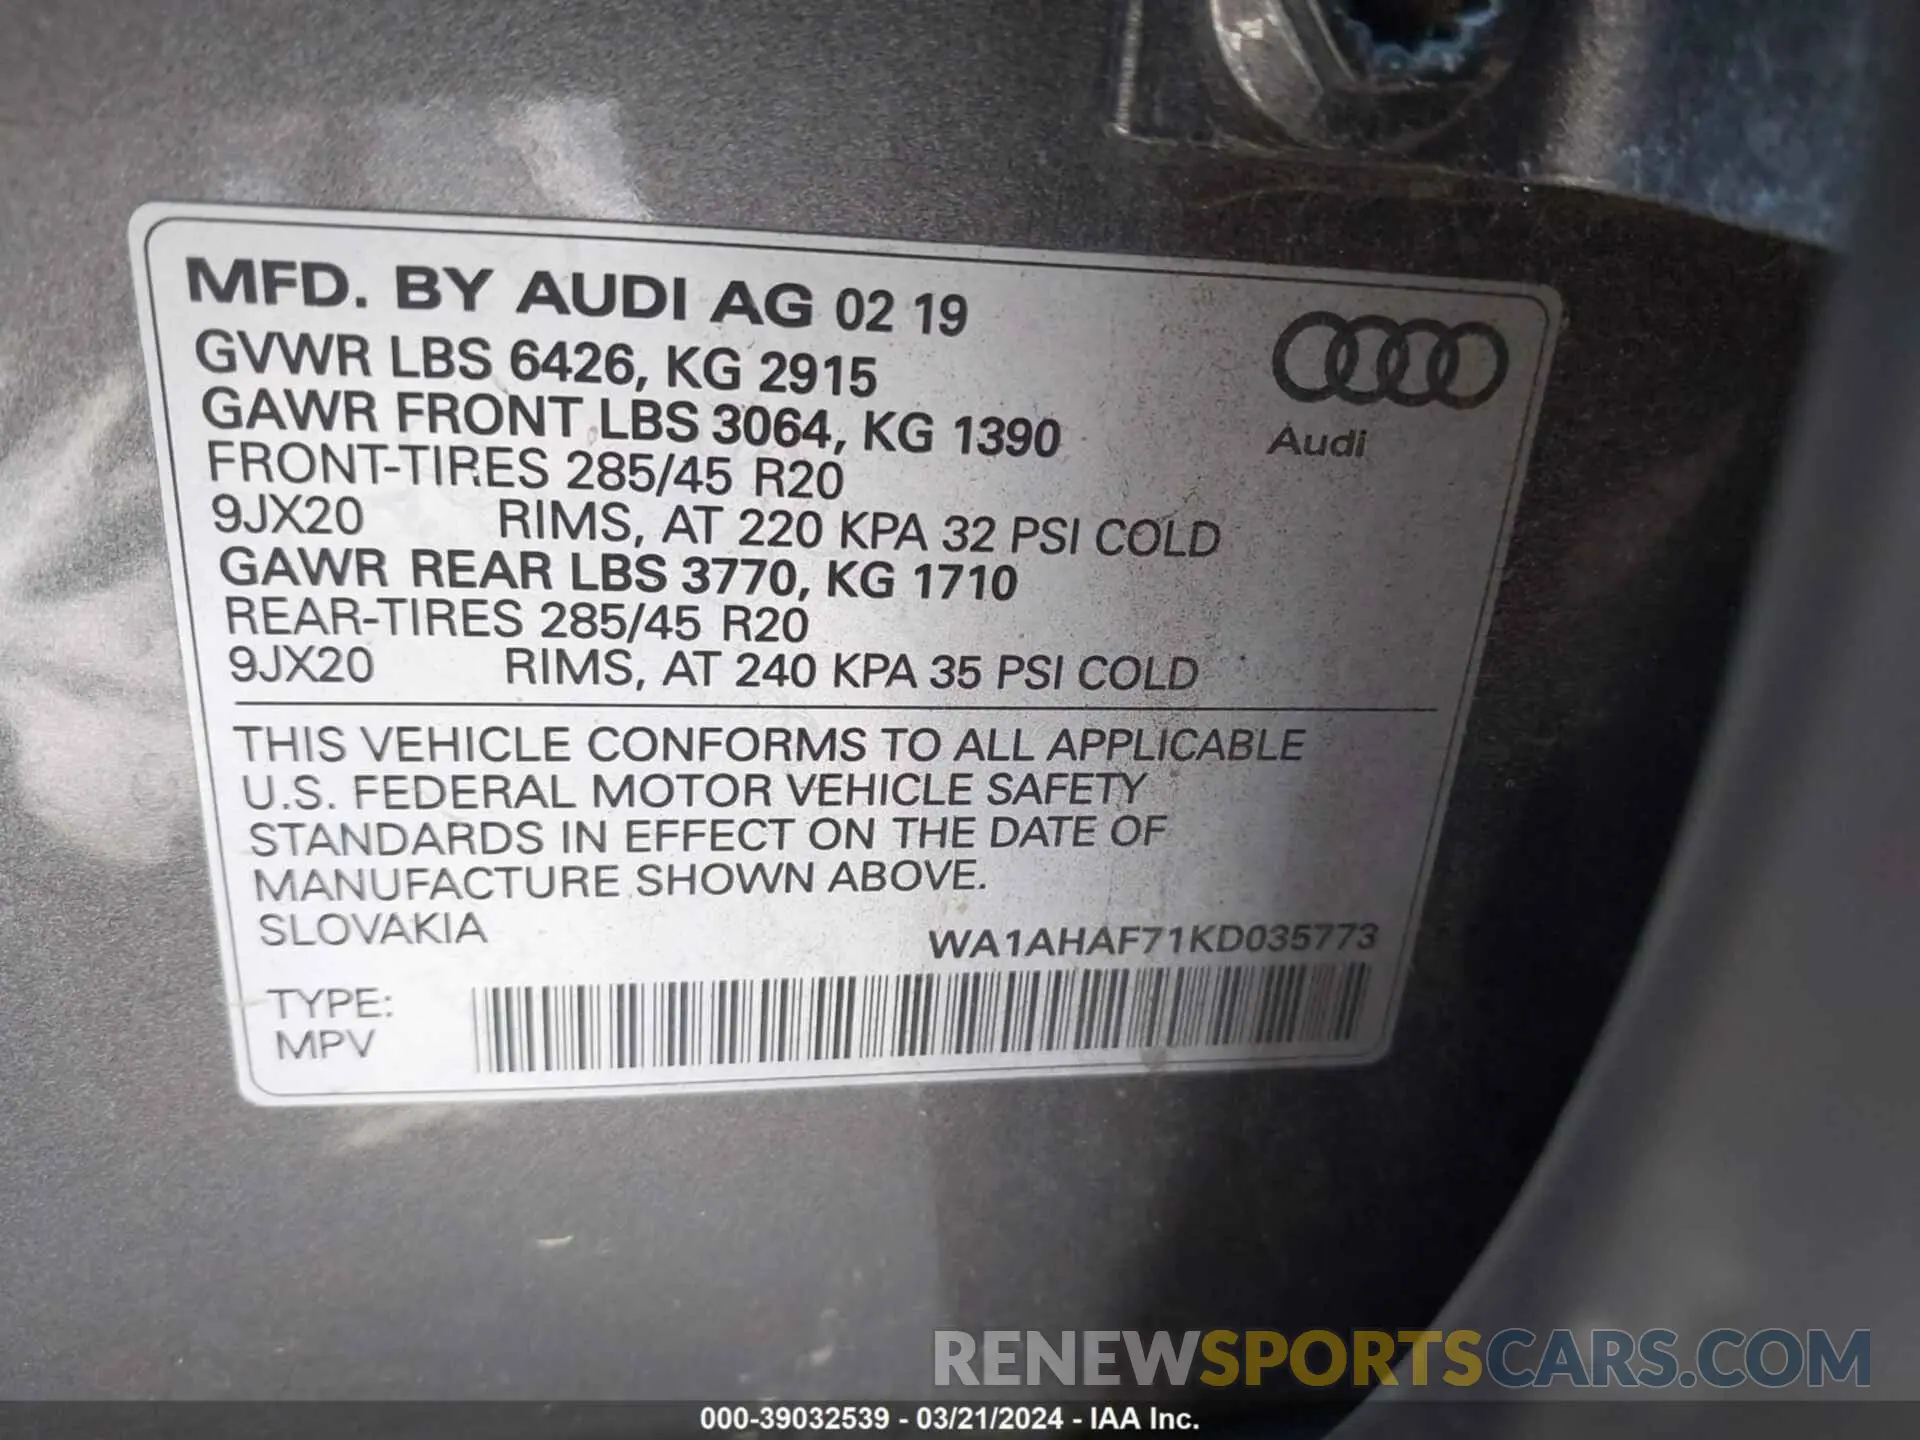 MFD. BY AUDI AG 02 19
GVWR LBS 6426, KG 2915
GAWR FRONT LBS 3064, KG 1390
FRONT-TIRES 285/45 R20
9JX20 RIMS, AT 220 KPA 32 PSI COLD
GAWR REAR LBS 3770, KG 1710
REAR-TIRES 285/45 R20
9JX20 RIMS, AT 240 KPA 35 PSI COLD
Audi
THIS VEHICLE CONFORMS TO ALL APPLICABLE
U.S. FEDERAL MOTOR VEHICLE SAFETY
STANDARDS IN EFFECT ON THE DATE OF
MANUFACTURE SHOWN ABOVE.
SLOVAKIA
WA1AHAF71KD035773
TYPE:
MPV
RENEWSPORTSCARS.COM
000-39032539 - 03/21/2024 - IAA Inc.